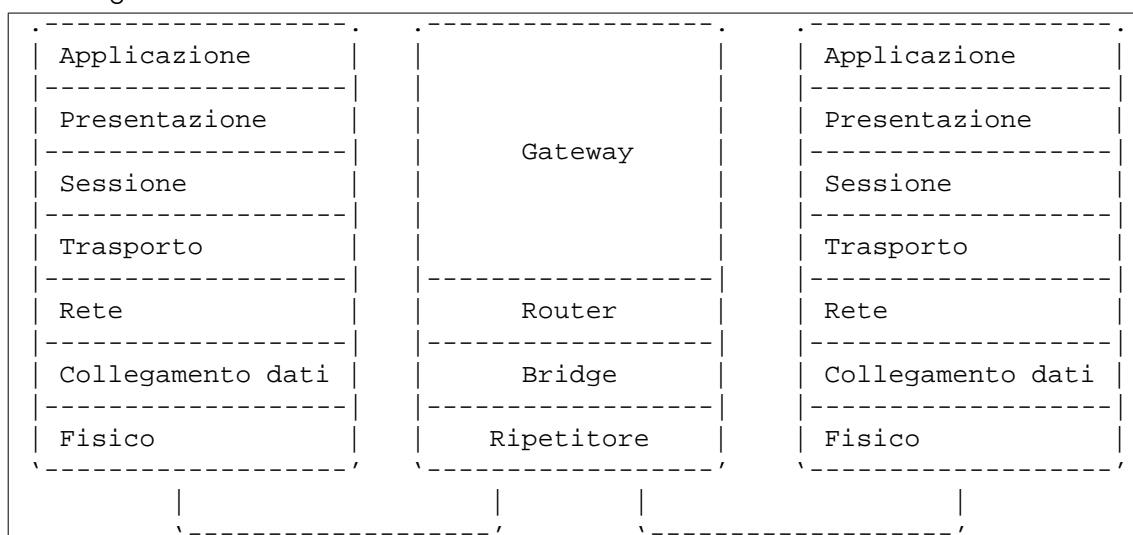 Applicazione Applicazione
Presentazione Presentazione
Gateway
Sessione Sessione
Trasporto Trasporto
Rete Router Rete
Collegamento dati Bridge Collegamento dati
Fisico Ripetitore Fisico